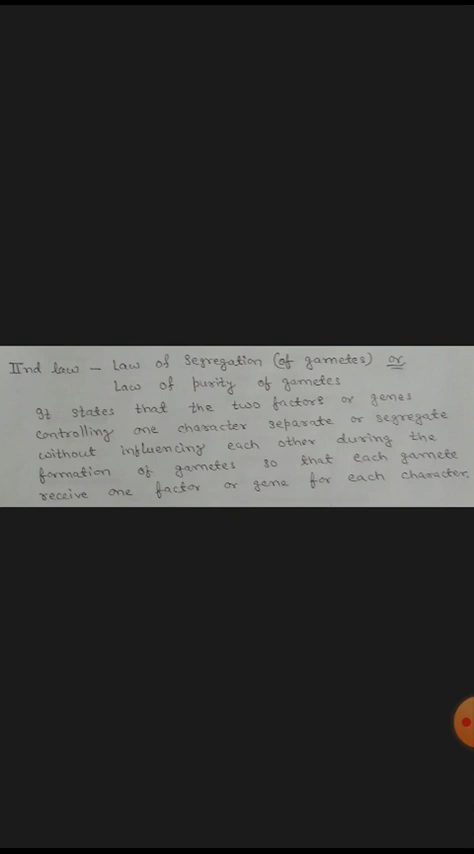 IInd law - Law of Segregation (of gametes) or
Law of purity of gametes
It states that the two factors or genes
controlling one character separate or segregate
without influencing each other during the
formation of gametes so that each gamete
receive one factor or gene for each character.